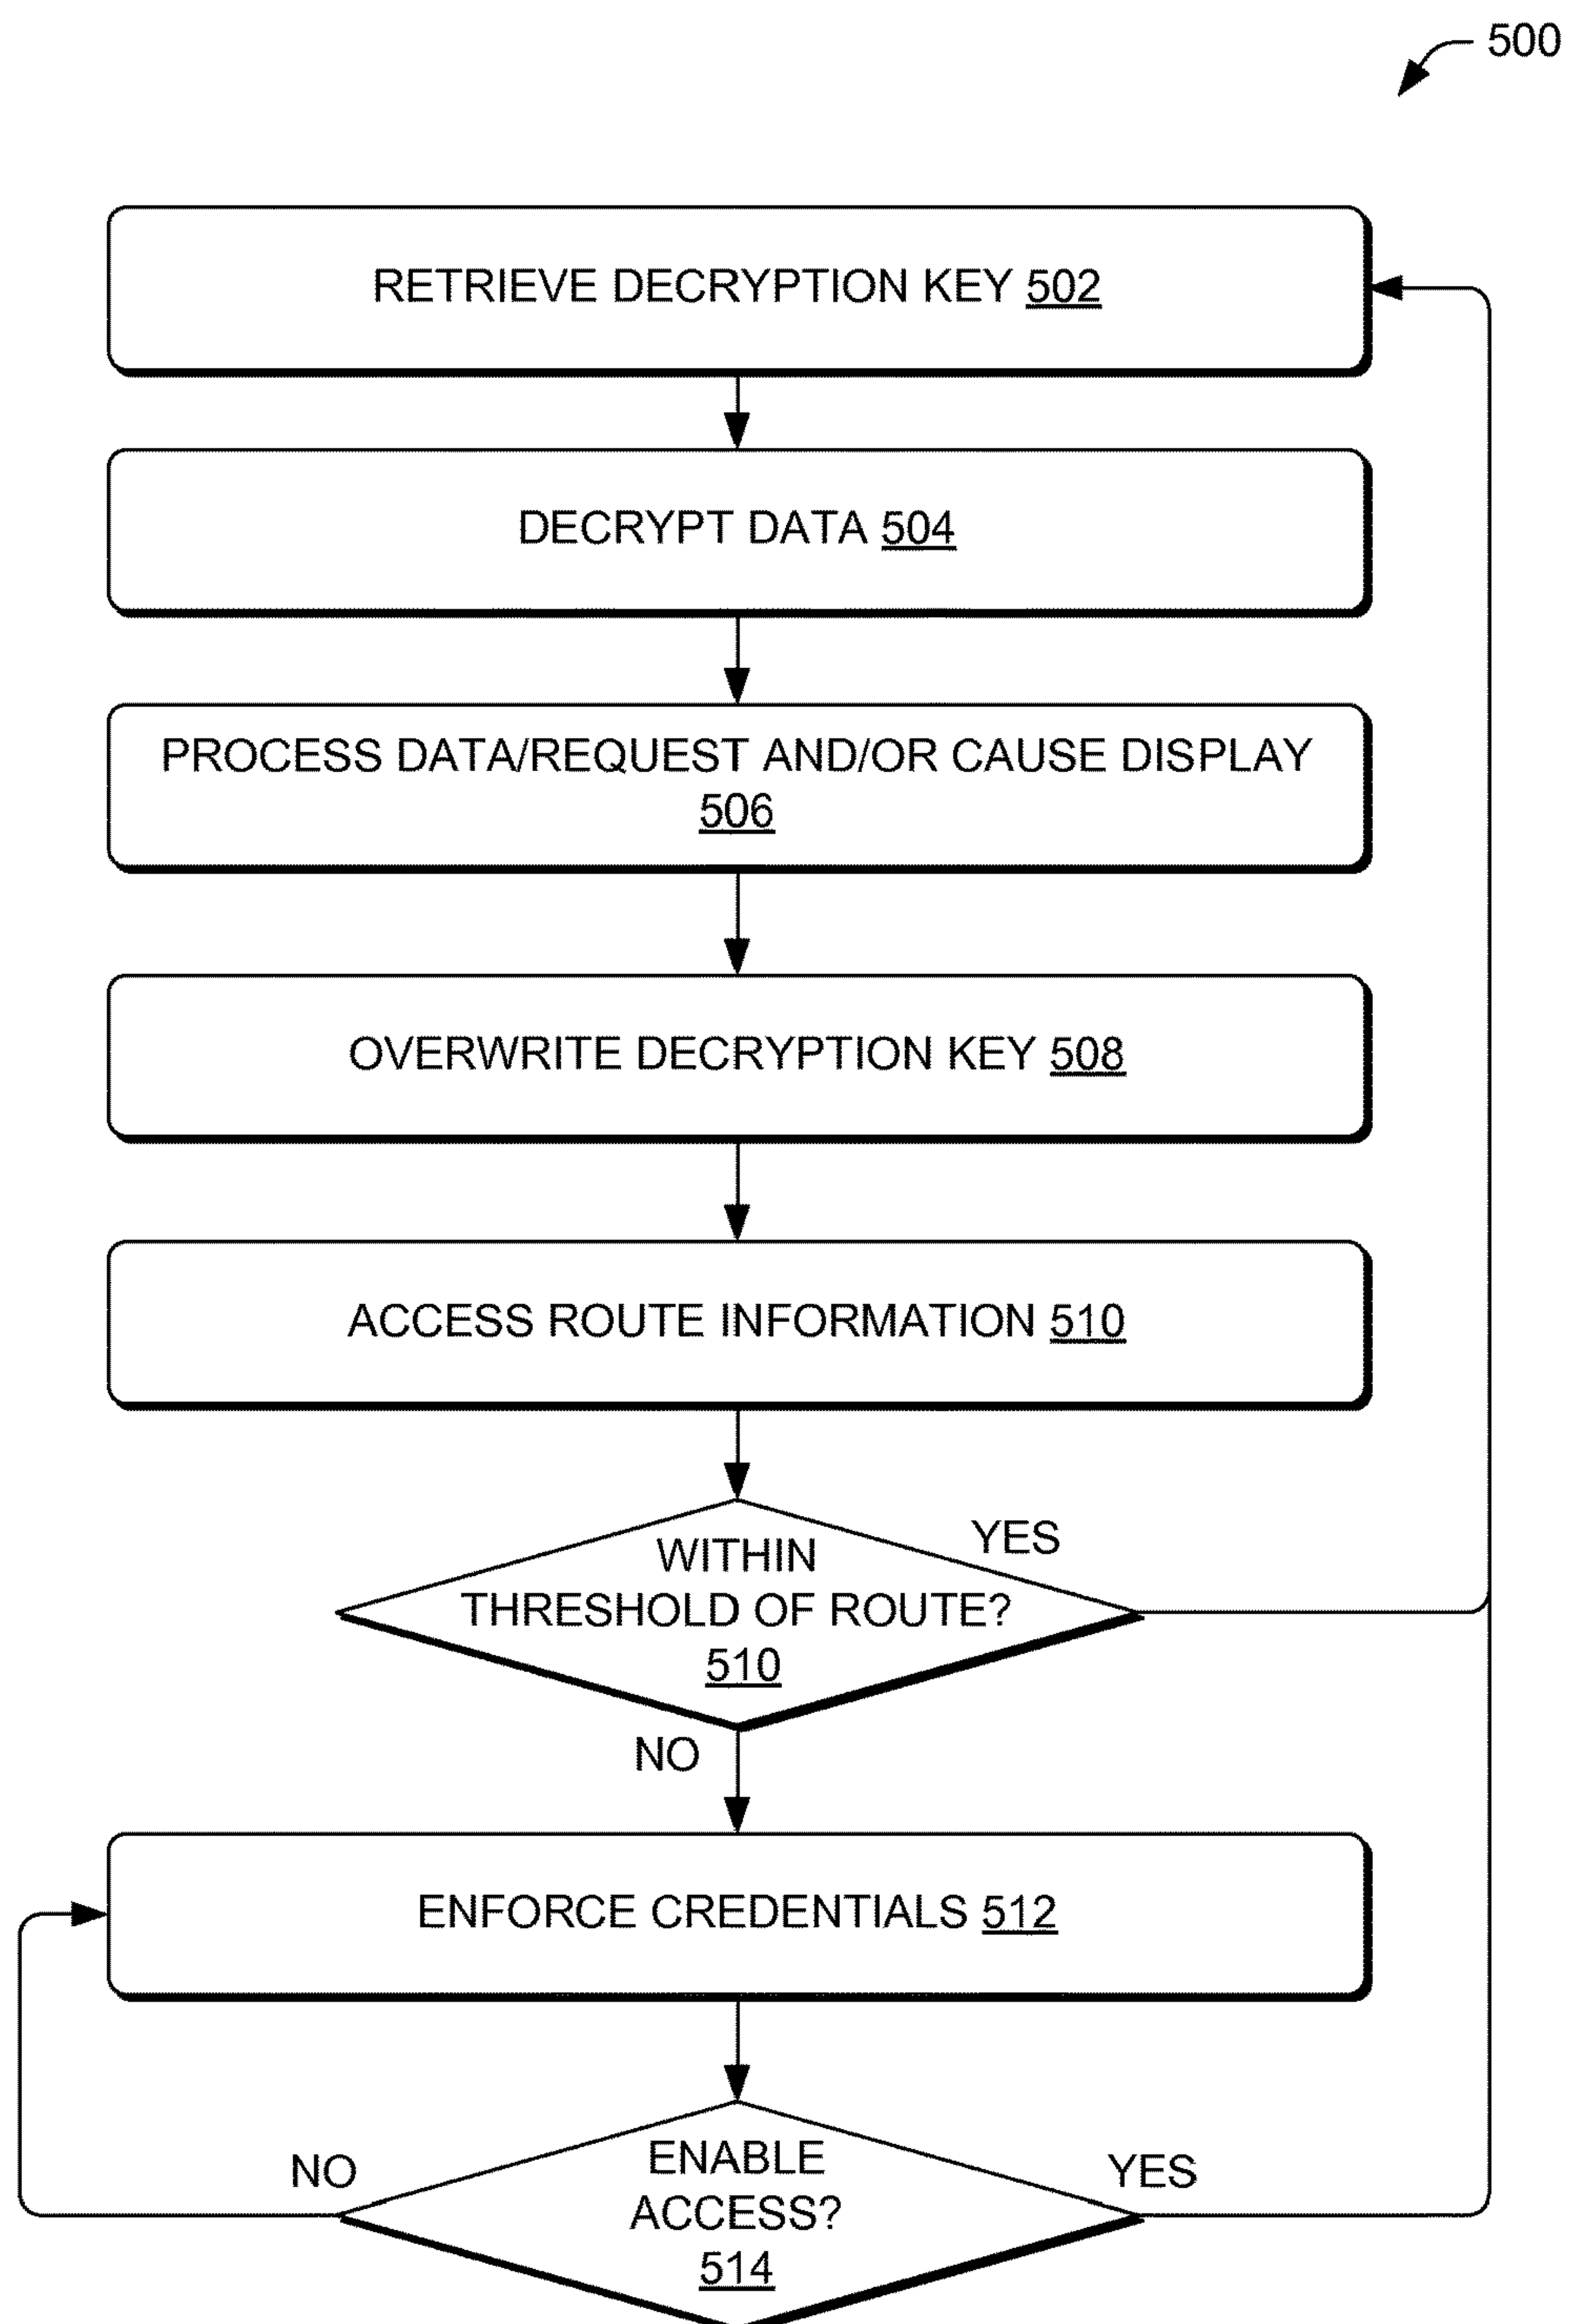 500
RETRIEVE DECRYPTION KEY 502
DECRYPT DATA 504
PROCESS DATA/REQUEST AND/OR CAUSE DISPLAY
506
OVERWRITE DECRYPTION KEY 508
ACCESS ROUTE INFORMATION 510
YES
WITHIN
THRESHOLD OF ROUTE?
510
NO
ENFORCE CREDENTIALS 512
NO
ENABLE
ACCESS?
514
YES